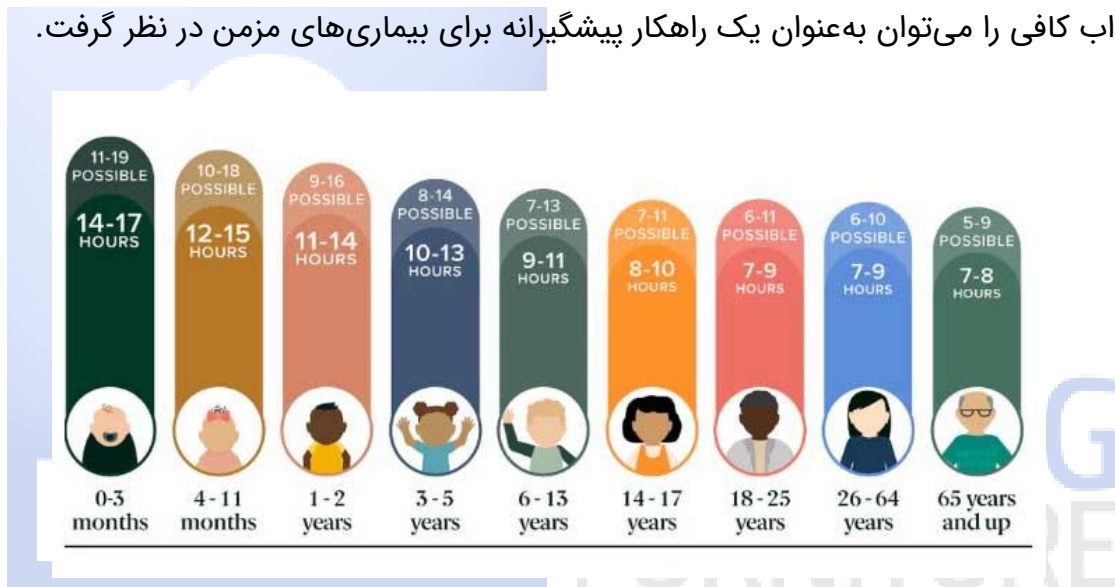 اب کافی را می‌توان به‌عنوان یک راهکار پیشگیرانه برای بیماری‌های مزمن در نظر گرفت.
11-19
POSSIBLE
14-17
HOURS
0-3
months
10-18
POSSIBLE
12-15
HOURS
4-11
months
9-16
POSSIBLE
11-14
HOURS
1-2
years
8-14
POSSIBLE
10-13
HOURS
3-5
years
7-13
POSSIBLE
9-11
HOURS
6-13
years
7-11
POSSIBLE
8-10
HOURS
14-17
years
6-11
POSSIBLE
7-9
HOURS
18-25
years
6-10
POSSIBLE
7-9
HOURS
26-64
years
5-9
POSSIBLE
7-8
HOURS
65 years
and up